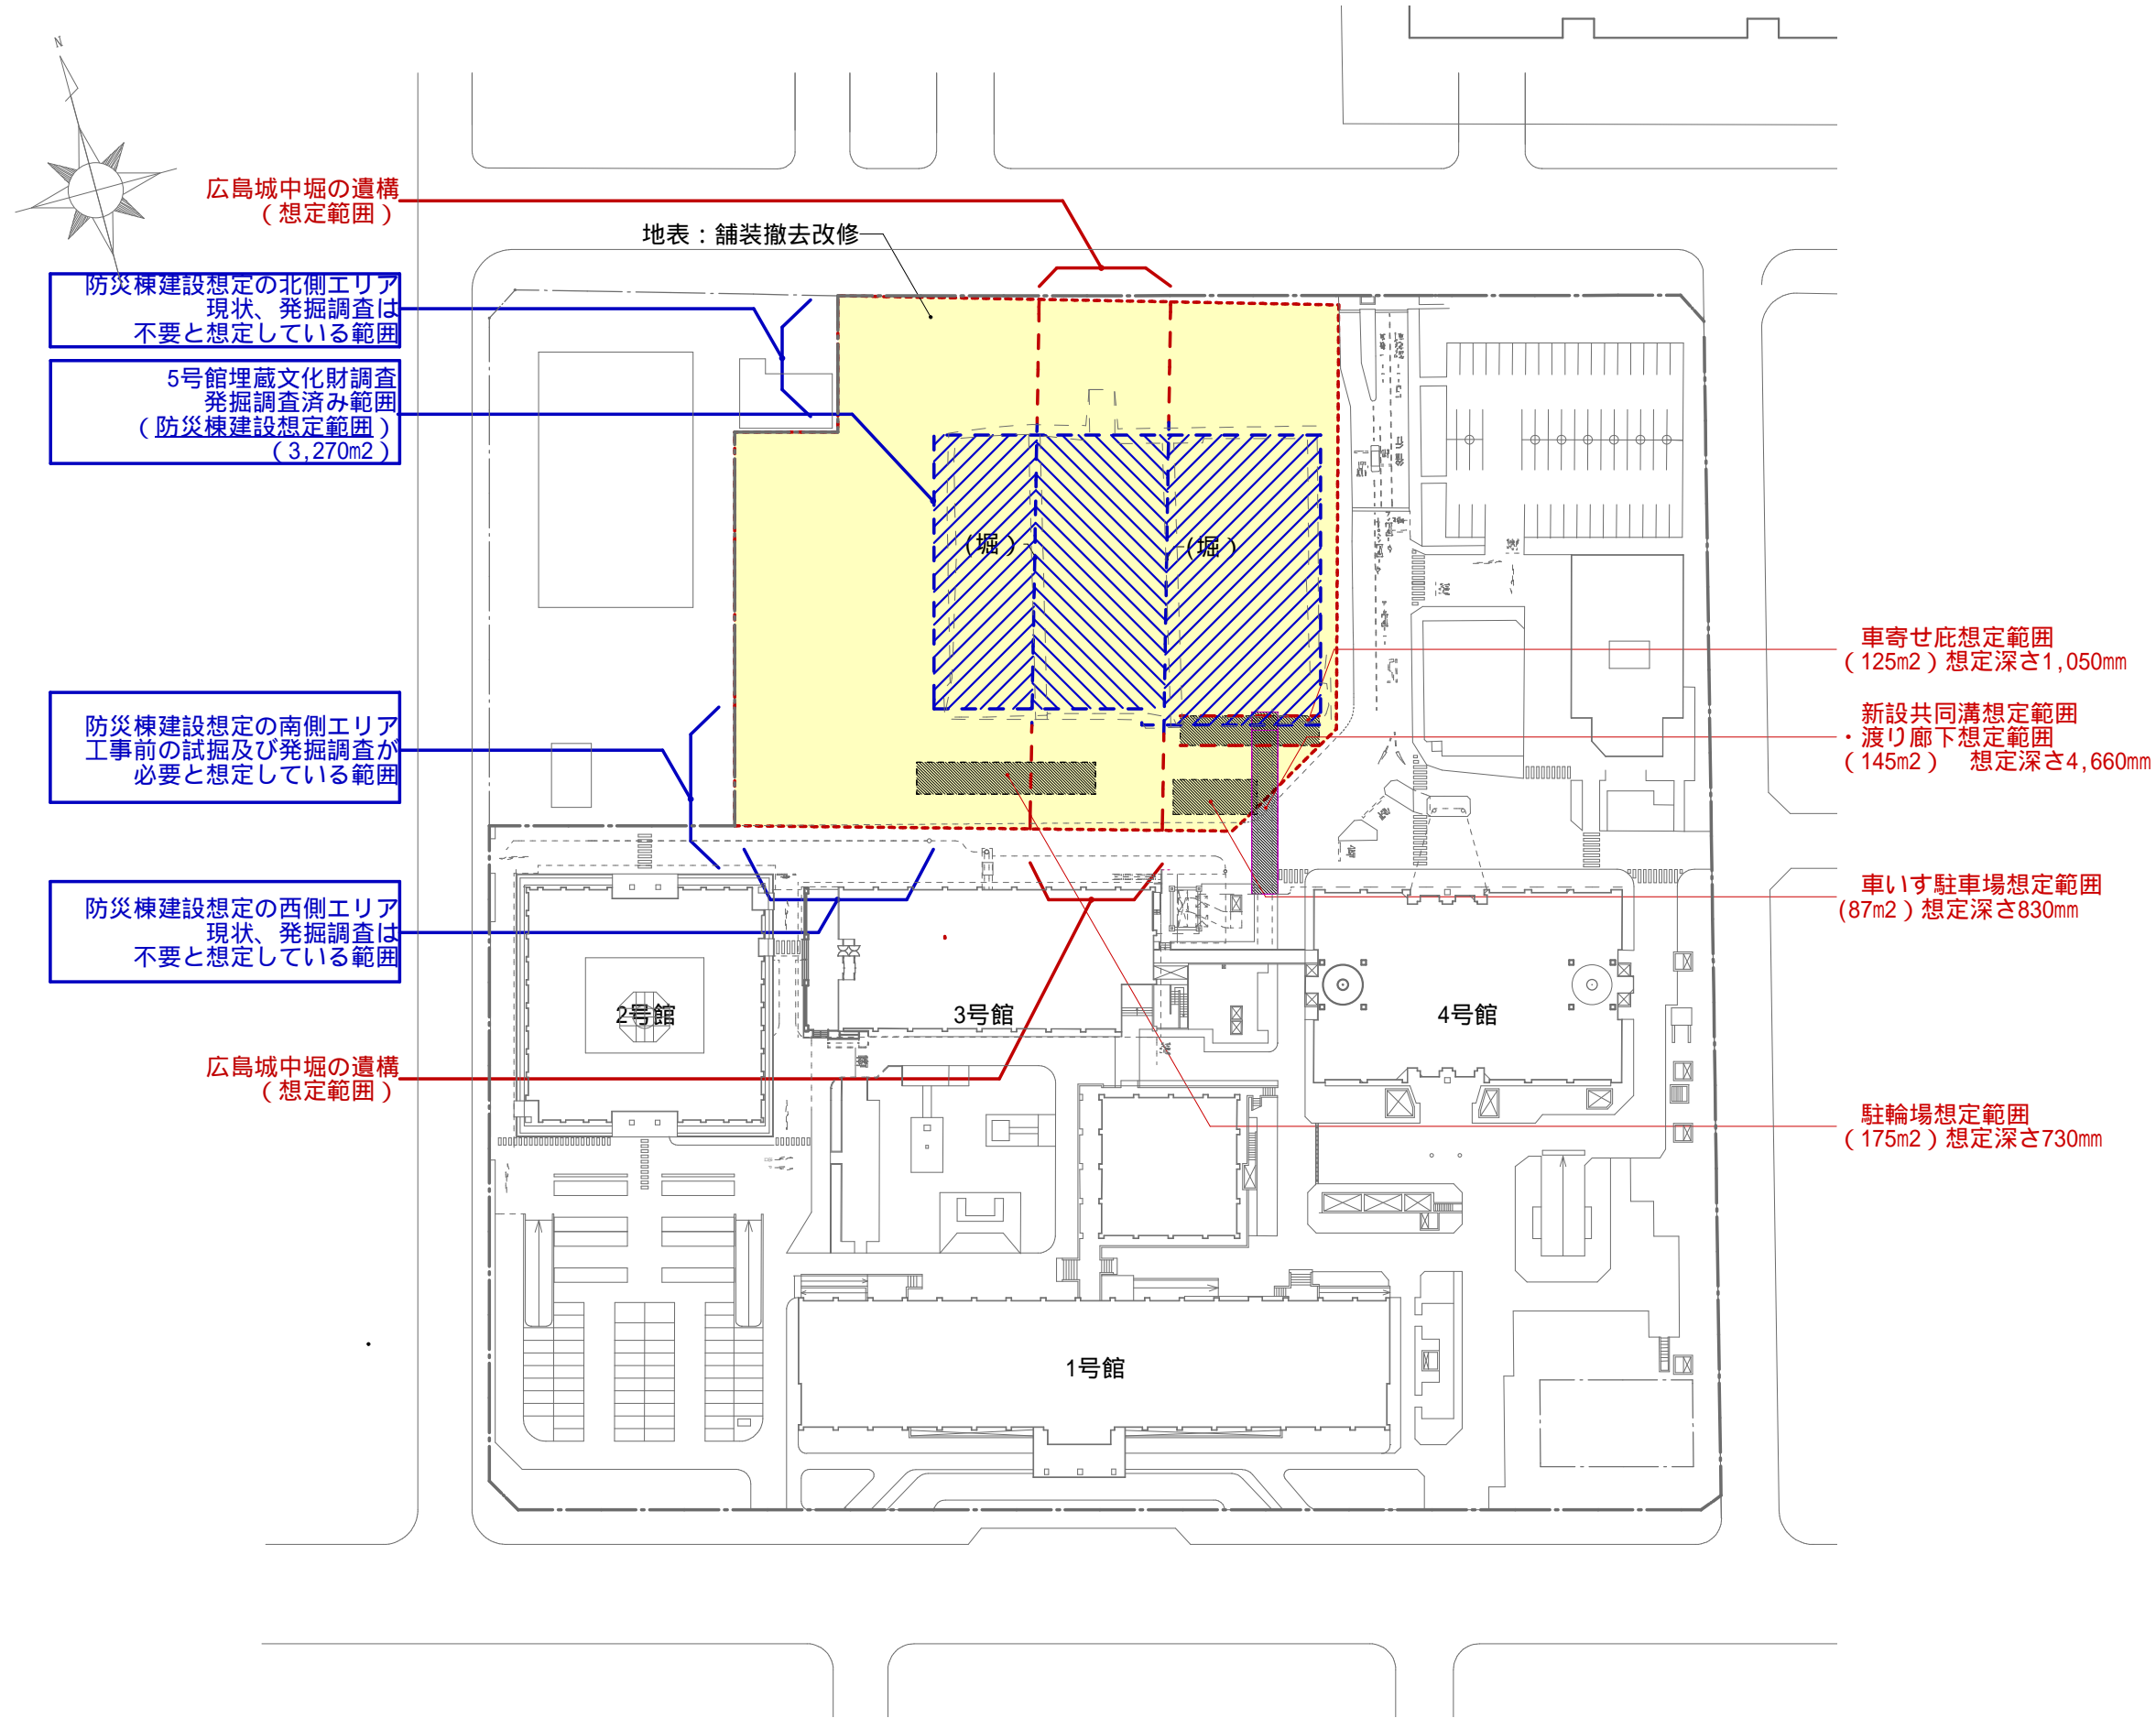 N
広島城中堀の遺構
（想定範囲）
地表：舗装撤去改修
防災棟建設想定の北側エリア
現状、発掘調査は
不要と想定している範囲
5号館埋蔵文化財調査
発掘調査済み範囲
（防災棟建設想定範囲）
（3,270m2）
（堀）
（堀）
車寄せ庇想定範囲
（125m2）想定深さ1,050mm
新設共同溝想定範囲
・渡り廊下想定範囲
（145m2）　想定深さ4,660mm
防災棟建設想定の南側エリア
工事前の試掘及び発掘調査が
必要と想定している範囲
車いす駐車場想定範囲
(87m2）想定深さ830mm
防災棟建設想定の西側エリア
現状、発掘調査は
不要と想定している範囲
2号館
3号館
4号館
広島城中堀の遺構
（想定範囲）
駐輪場想定範囲
（175m2）想定深さ730mm
1号館